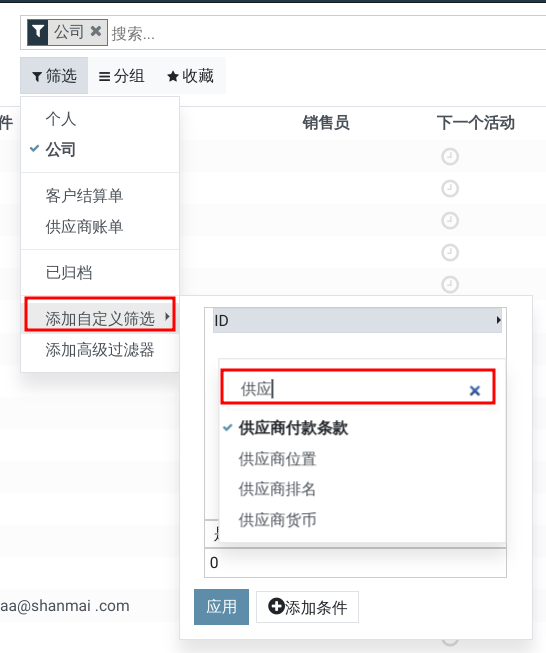 公司 搜索...
筛选 分组 收藏
件 销售员 下一个活动
个人
公司
客户结算单
供应商账单
已归档
添加自定义筛选
添加高级过滤器
ID
供应
供应商付款条款
供应商位置
供应商排名
供应商货币
0
应用 添加条件
aa@shanmai .com